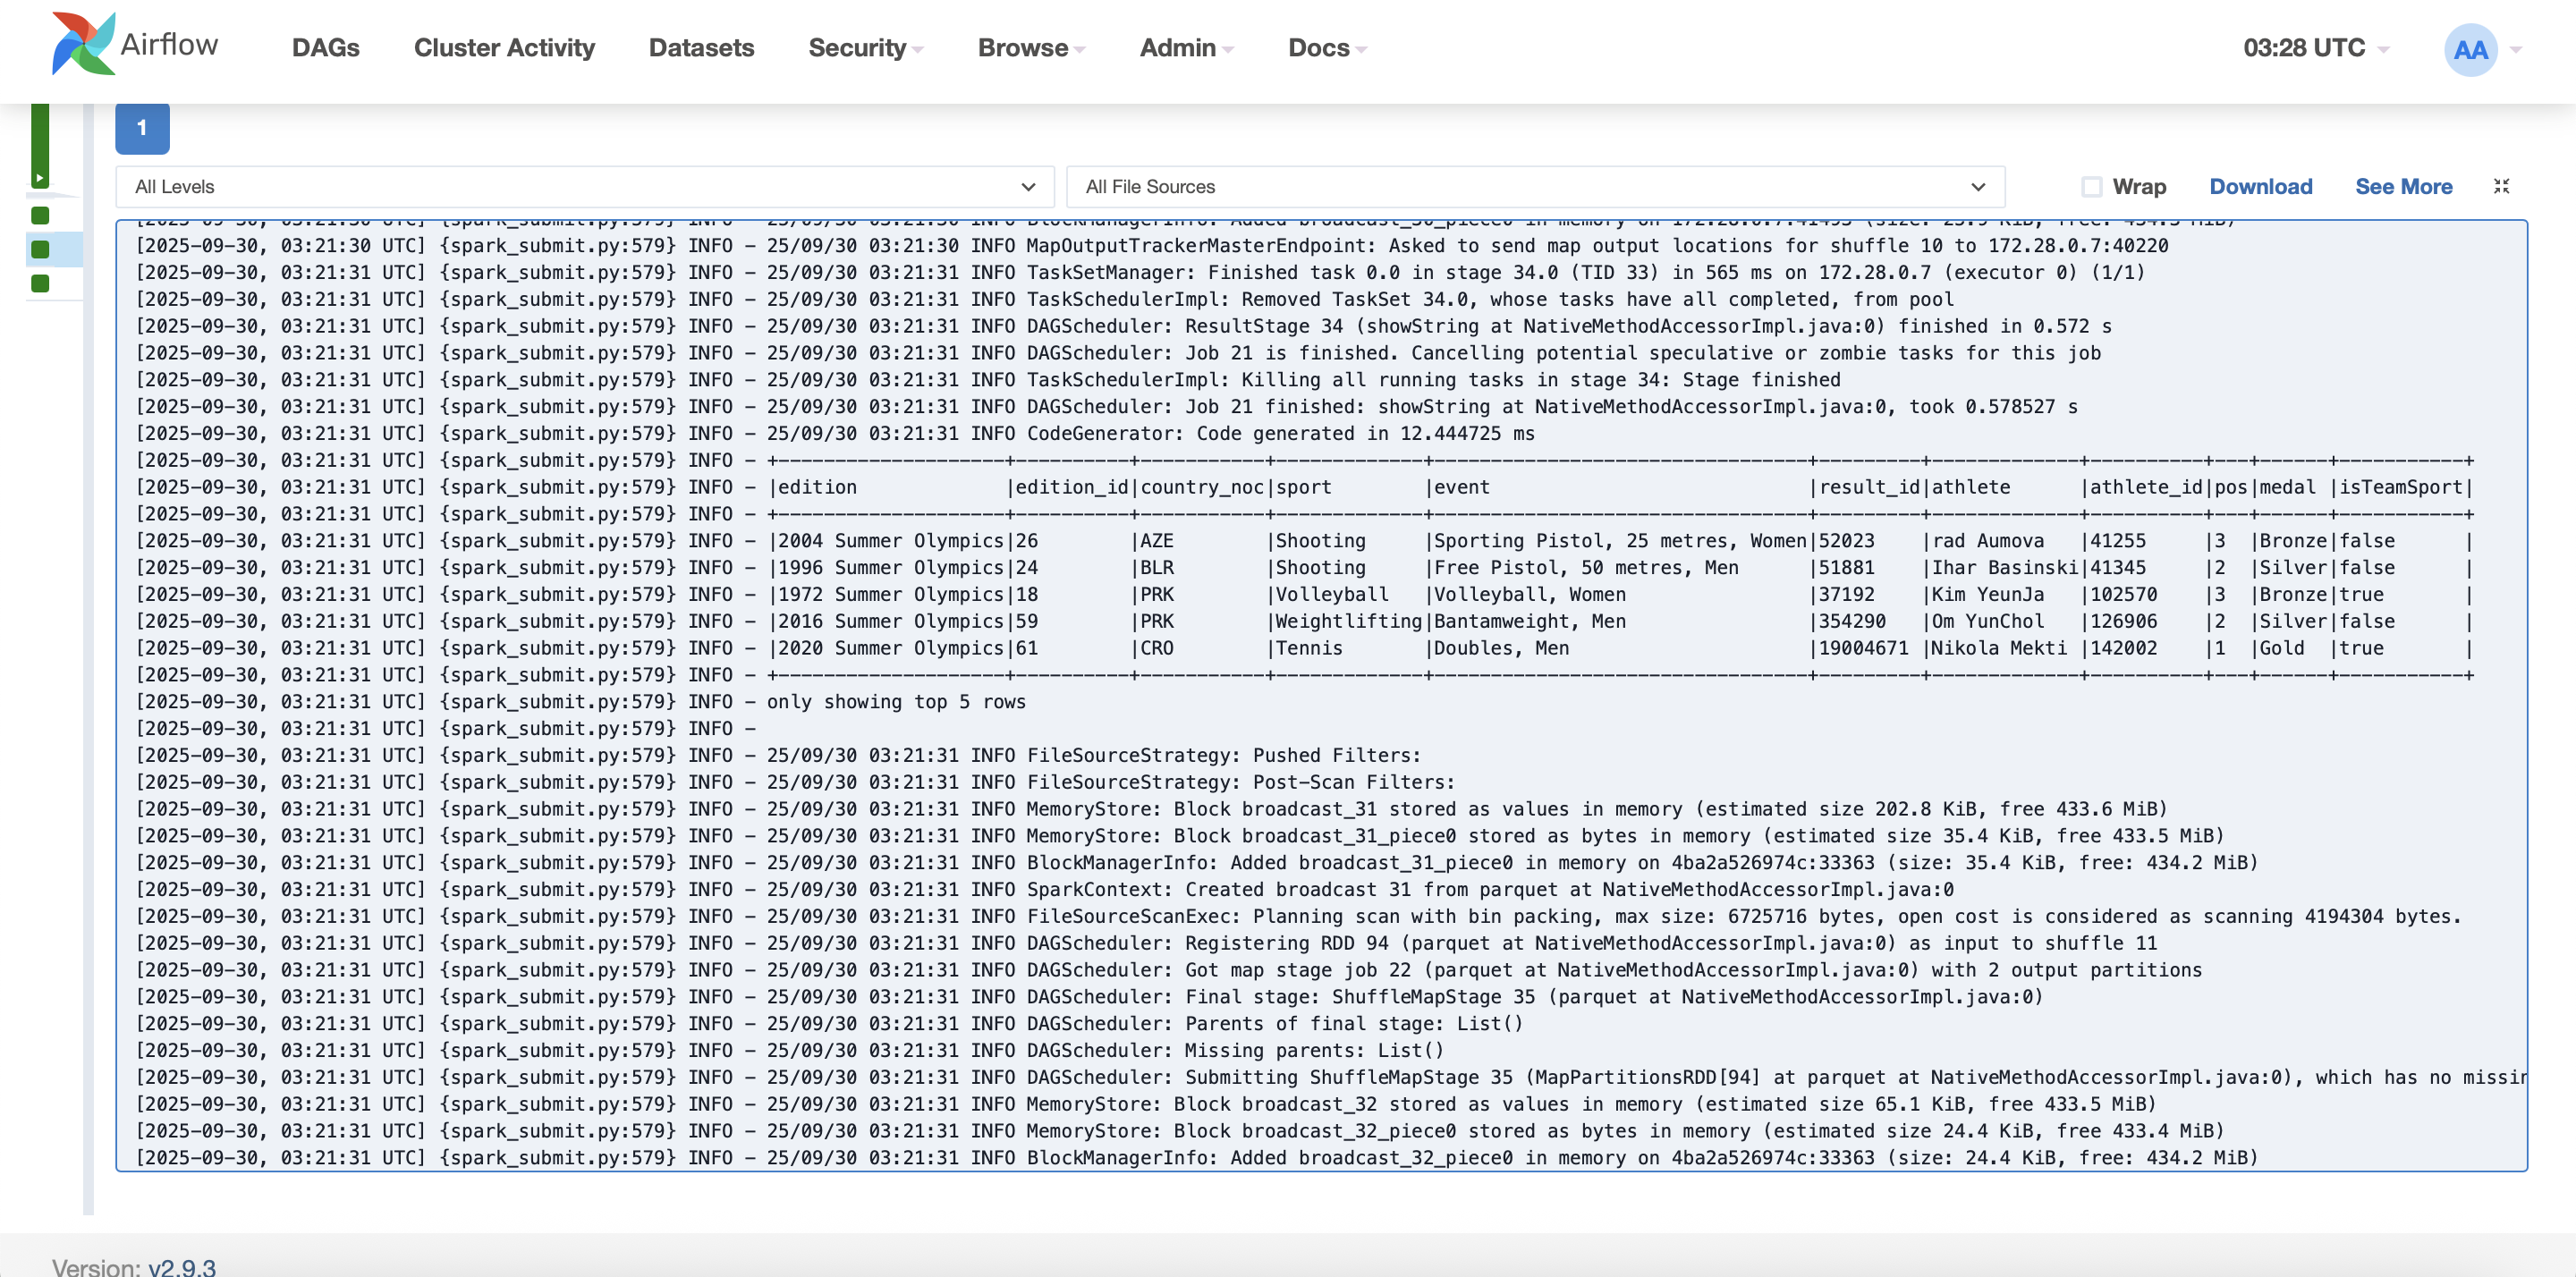 Airflow DAGs Cluster Activity Datasets Security Browse Admin Docs 03:28 UTC AA
1
All Levels All File Sources Wrap Download See More
[2025-09-30, 03:21:30 UTC] {spark_submit.py:579} INFO - 25/09/30 03:21:30 INFO BlockManagerInfo: Added broadcast_30_piece0 in memory on 172.28.0.7:41453 (size: 25.9 KiB, free: 434.3 MiB)
[2025-09-30, 03:21:30 UTC] {spark_submit.py:579} INFO - 25/09/30 03:21:30 INFO MapOutputTrackerMasterEndpoint: Asked to send map output locations for shuffle 10 to 172.28.0.7:40220
[2025-09-30, 03:21:31 UTC] {spark_submit.py:579} INFO - 25/09/30 03:21:31 INFO TaskSetManager: Finished task 0.0 in stage 34.0 (TID 33) in 565 ms on 172.28.0.7 (executor 0) (1/1)
[2025-09-30, 03:21:31 UTC] {spark_submit.py:579} INFO - 25/09/30 03:21:31 INFO TaskSchedulerImpl: Removed TaskSet 34.0, whose tasks have all completed, from pool
[2025-09-30, 03:21:31 UTC] {spark_submit.py:579} INFO - 25/09/30 03:21:31 INFO DAGScheduler: ResultStage 34 (showString at NativeMethodAccessorImpl.java:0) finished in 0.572 s
[2025-09-30, 03:21:31 UTC] {spark_submit.py:579} INFO - 25/09/30 03:21:31 INFO DAGScheduler: Job 21 is finished. Cancelling potential speculative or zombie tasks for this job
[2025-09-30, 03:21:31 UTC] {spark_submit.py:579} INFO - 25/09/30 03:21:31 INFO TaskSchedulerImpl: Killing all running tasks in stage 34: Stage finished
[2025-09-30, 03:21:31 UTC] {spark_submit.py:579} INFO - 25/09/30 03:21:31 INFO DAGScheduler: Job 21 finished: showString at NativeMethodAccessorImpl.java:0, took 0.578527 s
[2025-09-30, 03:21:31 UTC] {spark_submit.py:579} INFO - 25/09/30 03:21:31 INFO CodeGenerator: Code generated in 12.444725 ms
[2025-09-30, 03:21:31 UTC] {spark_submit.py:579} INFO - +--------------------+----------+-----------+-------------+----------------------------------+---------+-------------+----------+---+------+-----------+
[2025-09-30, 03:21:31 UTC] {spark_submit.py:579} INFO - |edition             |edition_id|country_noc|sport        |event                             |result_id|athlete      |athlete_id|pos|medal |isTeamSport|
[2025-09-30, 03:21:31 UTC] {spark_submit.py:579} INFO - +--------------------+----------+-----------+-------------+----------------------------------+---------+-------------+----------+---+------+-----------+
[2025-09-30, 03:21:31 UTC] {spark_submit.py:579} INFO - |2004 Summer Olympics|26        |AZE        |Shooting     |Sporting Pistol, 25 metres, Women|52023    |rad Aumova   |41255     |3  |Bronze|false      |
[2025-09-30, 03:21:31 UTC] {spark_submit.py:579} INFO - |1996 Summer Olympics|24        |BLR        |Shooting     |Free Pistol, 50 metres, Men      |51881    |Ihar Basinski|41345     |2  |Silver|false      |
[2025-09-30, 03:21:31 UTC] {spark_submit.py:579} INFO - |1972 Summer Olympics|18        |PRK        |Volleyball   |Volleyball, Women                |37192    |Kim YeunJa   |102570    |3  |Bronze|true       |
[2025-09-30, 03:21:31 UTC] {spark_submit.py:579} INFO - |2016 Summer Olympics|59        |PRK        |Weightlifting|Bantamweight, Men                |354290   |Om YunChol   |126906    |2  |Silver|false      |
[2025-09-30, 03:21:31 UTC] {spark_submit.py:579} INFO - |2020 Summer Olympics|61        |CRO        |Tennis       |Doubles, Men                     |19004671 |Nikola Mekti |142002    |1  |Gold  |true       |
[2025-09-30, 03:21:31 UTC] {spark_submit.py:579} INFO - +--------------------+----------+-----------+-------------+----------------------------------+---------+-------------+----------+---+------+-----------+
[2025-09-30, 03:21:31 UTC] {spark_submit.py:579} INFO - only showing top 5 rows
[2025-09-30, 03:21:31 UTC] {spark_submit.py:579} INFO -
[2025-09-30, 03:21:31 UTC] {spark_submit.py:579} INFO - 25/09/30 03:21:31 INFO FileSourceStrategy: Pushed Filters:
[2025-09-30, 03:21:31 UTC] {spark_submit.py:579} INFO - 25/09/30 03:21:31 INFO FileSourceStrategy: Post-Scan Filters:
[2025-09-30, 03:21:31 UTC] {spark_submit.py:579} INFO - 25/09/30 03:21:31 INFO MemoryStore: Block broadcast_31 stored as values in memory (estimated size 202.8 KiB, free 433.6 MiB)
[2025-09-30, 03:21:31 UTC] {spark_submit.py:579} INFO - 25/09/30 03:21:31 INFO MemoryStore: Block broadcast_31_piece0 stored as bytes in memory (estimated size 35.4 KiB, free 433.5 MiB)
[2025-09-30, 03:21:31 UTC] {spark_submit.py:579} INFO - 25/09/30 03:21:31 INFO BlockManagerInfo: Added broadcast_31_piece0 in memory on 4ba2a526974c:33363 (size: 35.4 KiB, free: 434.2 MiB)
[2025-09-30, 03:21:31 UTC] {spark_submit.py:579} INFO - 25/09/30 03:21:31 INFO SparkContext: Created broadcast 31 from parquet at NativeMethodAccessorImpl.java:0
[2025-09-30, 03:21:31 UTC] {spark_submit.py:579} INFO - 25/09/30 03:21:31 INFO FileSourceScanExec: Planning scan with bin packing, max size: 6725716 bytes, open cost is considered as scanning 4194304 bytes.
[2025-09-30, 03:21:31 UTC] {spark_submit.py:579} INFO - 25/09/30 03:21:31 INFO DAGScheduler: Registering RDD 94 (parquet at NativeMethodAccessorImpl.java:0) as input to shuffle 11
[2025-09-30, 03:21:31 UTC] {spark_submit.py:579} INFO - 25/09/30 03:21:31 INFO DAGScheduler: Got map stage job 22 (parquet at NativeMethodAccessorImpl.java:0) with 2 output partitions
[2025-09-30, 03:21:31 UTC] {spark_submit.py:579} INFO - 25/09/30 03:21:31 INFO DAGScheduler: Final stage: ShuffleMapStage 35 (parquet at NativeMethodAccessorImpl.java:0)
[2025-09-30, 03:21:31 UTC] {spark_submit.py:579} INFO - 25/09/30 03:21:31 INFO DAGScheduler: Parents of final stage: List()
[2025-09-30, 03:21:31 UTC] {spark_submit.py:579} INFO - 25/09/30 03:21:31 INFO DAGScheduler: Missing parents: List()
[2025-09-30, 03:21:31 UTC] {spark_submit.py:579} INFO - 25/09/30 03:21:31 INFO DAGScheduler: Submitting ShuffleMapStage 35 (MapPartitionsRDD[94] at parquet at NativeMethodAccessorImpl.java:0), which has no missin
[2025-09-30, 03:21:31 UTC] {spark_submit.py:579} INFO - 25/09/30 03:21:31 INFO MemoryStore: Block broadcast_32 stored as values in memory (estimated size 65.1 KiB, free 433.5 MiB)
[2025-09-30, 03:21:31 UTC] {spark_submit.py:579} INFO - 25/09/30 03:21:31 INFO MemoryStore: Block broadcast_32_piece0 stored as bytes in memory (estimated size 24.4 KiB, free 433.4 MiB)
[2025-09-30, 03:21:31 UTC] {spark_submit.py:579} INFO - 25/09/30 03:21:31 INFO BlockManagerInfo: Added broadcast_32_piece0 in memory on 4ba2a526974c:33363 (size: 24.4 KiB, free: 434.2 MiB)
Version: v2.9.3